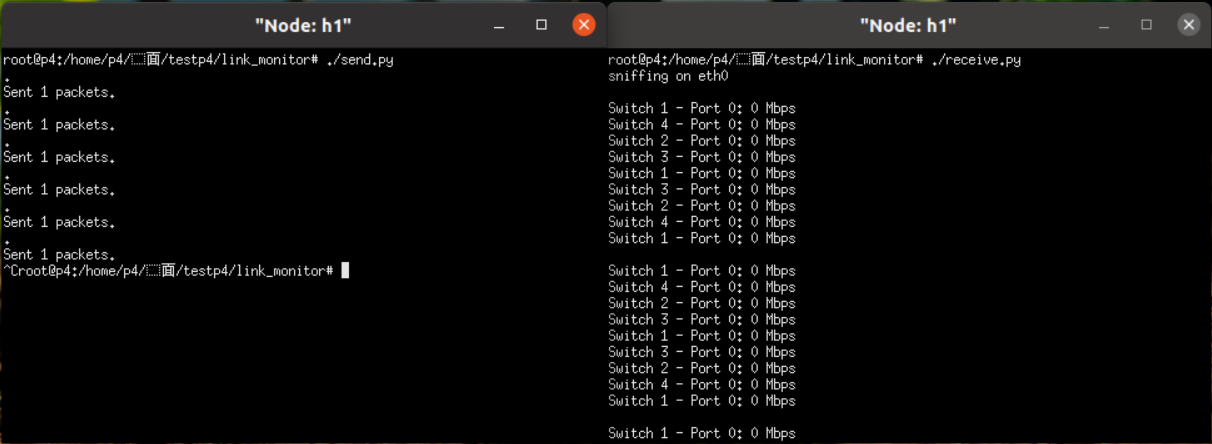 "Node: h1"
root@p4:/home/p4/面/testp4/link_monitor# ./send.py
.
Sent 1 packets.
.
Sent 1 packets.
.
Sent 1 packets.
.
Sent 1 packets.
.
Sent 1 packets.
.
Sent 1 packets.
^Croot@p4:/home/p4/面/testp4/link_monitor#
"Node: h1"
root@p4:/home/p4/面/testp4/link_monitor# ./receive.py
sniffing on eth0
Switch 1 - Port 0: 0 Mbps
Switch 4 - Port 0: 0 Mbps
Switch 2 - Port 0: 0 Mbps
Switch 3 - Port 0: 0 Mbps
Switch 1 - Port 0: 0 Mbps
Switch 3 - Port 0: 0 Mbps
Switch 2 - Port 0: 0 Mbps
Switch 4 - Port 0: 0 Mbps
Switch 1 - Port 0: 0 Mbps
Switch 1 - Port 0: 0 Mbps
Switch 4 - Port 0: 0 Mbps
Switch 2 - Port 0: 0 Mbps
Switch 3 - Port 0: 0 Mbps
Switch 1 - Port 0: 0 Mbps
Switch 3 - Port 0: 0 Mbps
Switch 2 - Port 0: 0 Mbps
Switch 4 - Port 0: 0 Mbps
Switch 1 - Port 0: 0 Mbps
Switch 1 - Port 0: 0 Mbps